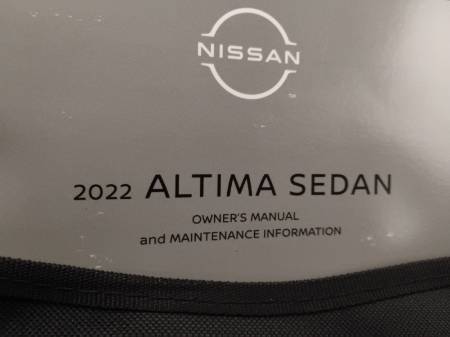 NISSAN
2022 ALTIMA SEDAN
OWNER'S MANUAL
and MAINTENANCE INFORMATION